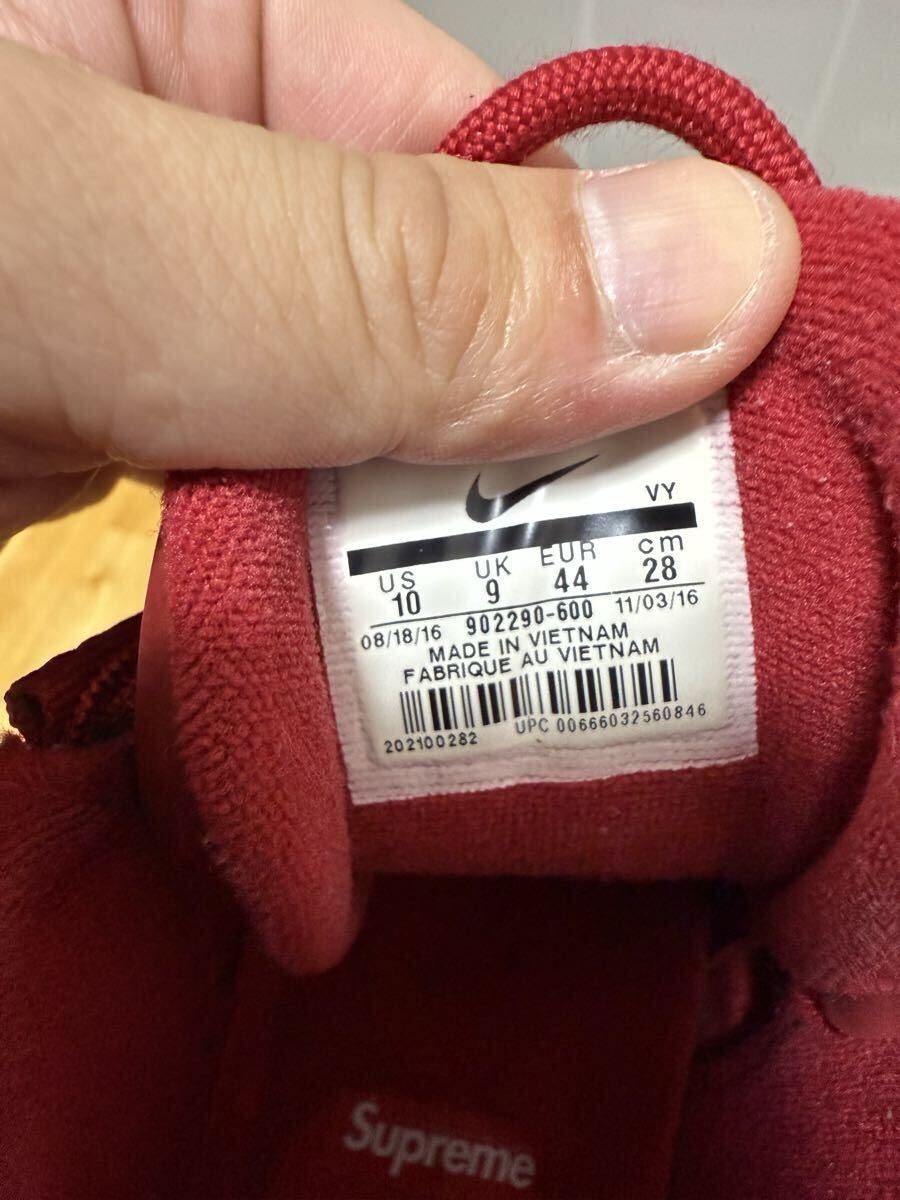 VY
US UK EUR cm
10 9 44 28
08/18/16 902290-600 11/03/16
MADE IN VIETNAM
FABRIQUE AU VIETNAM
202100282 UPC 00666032560846
Supreme